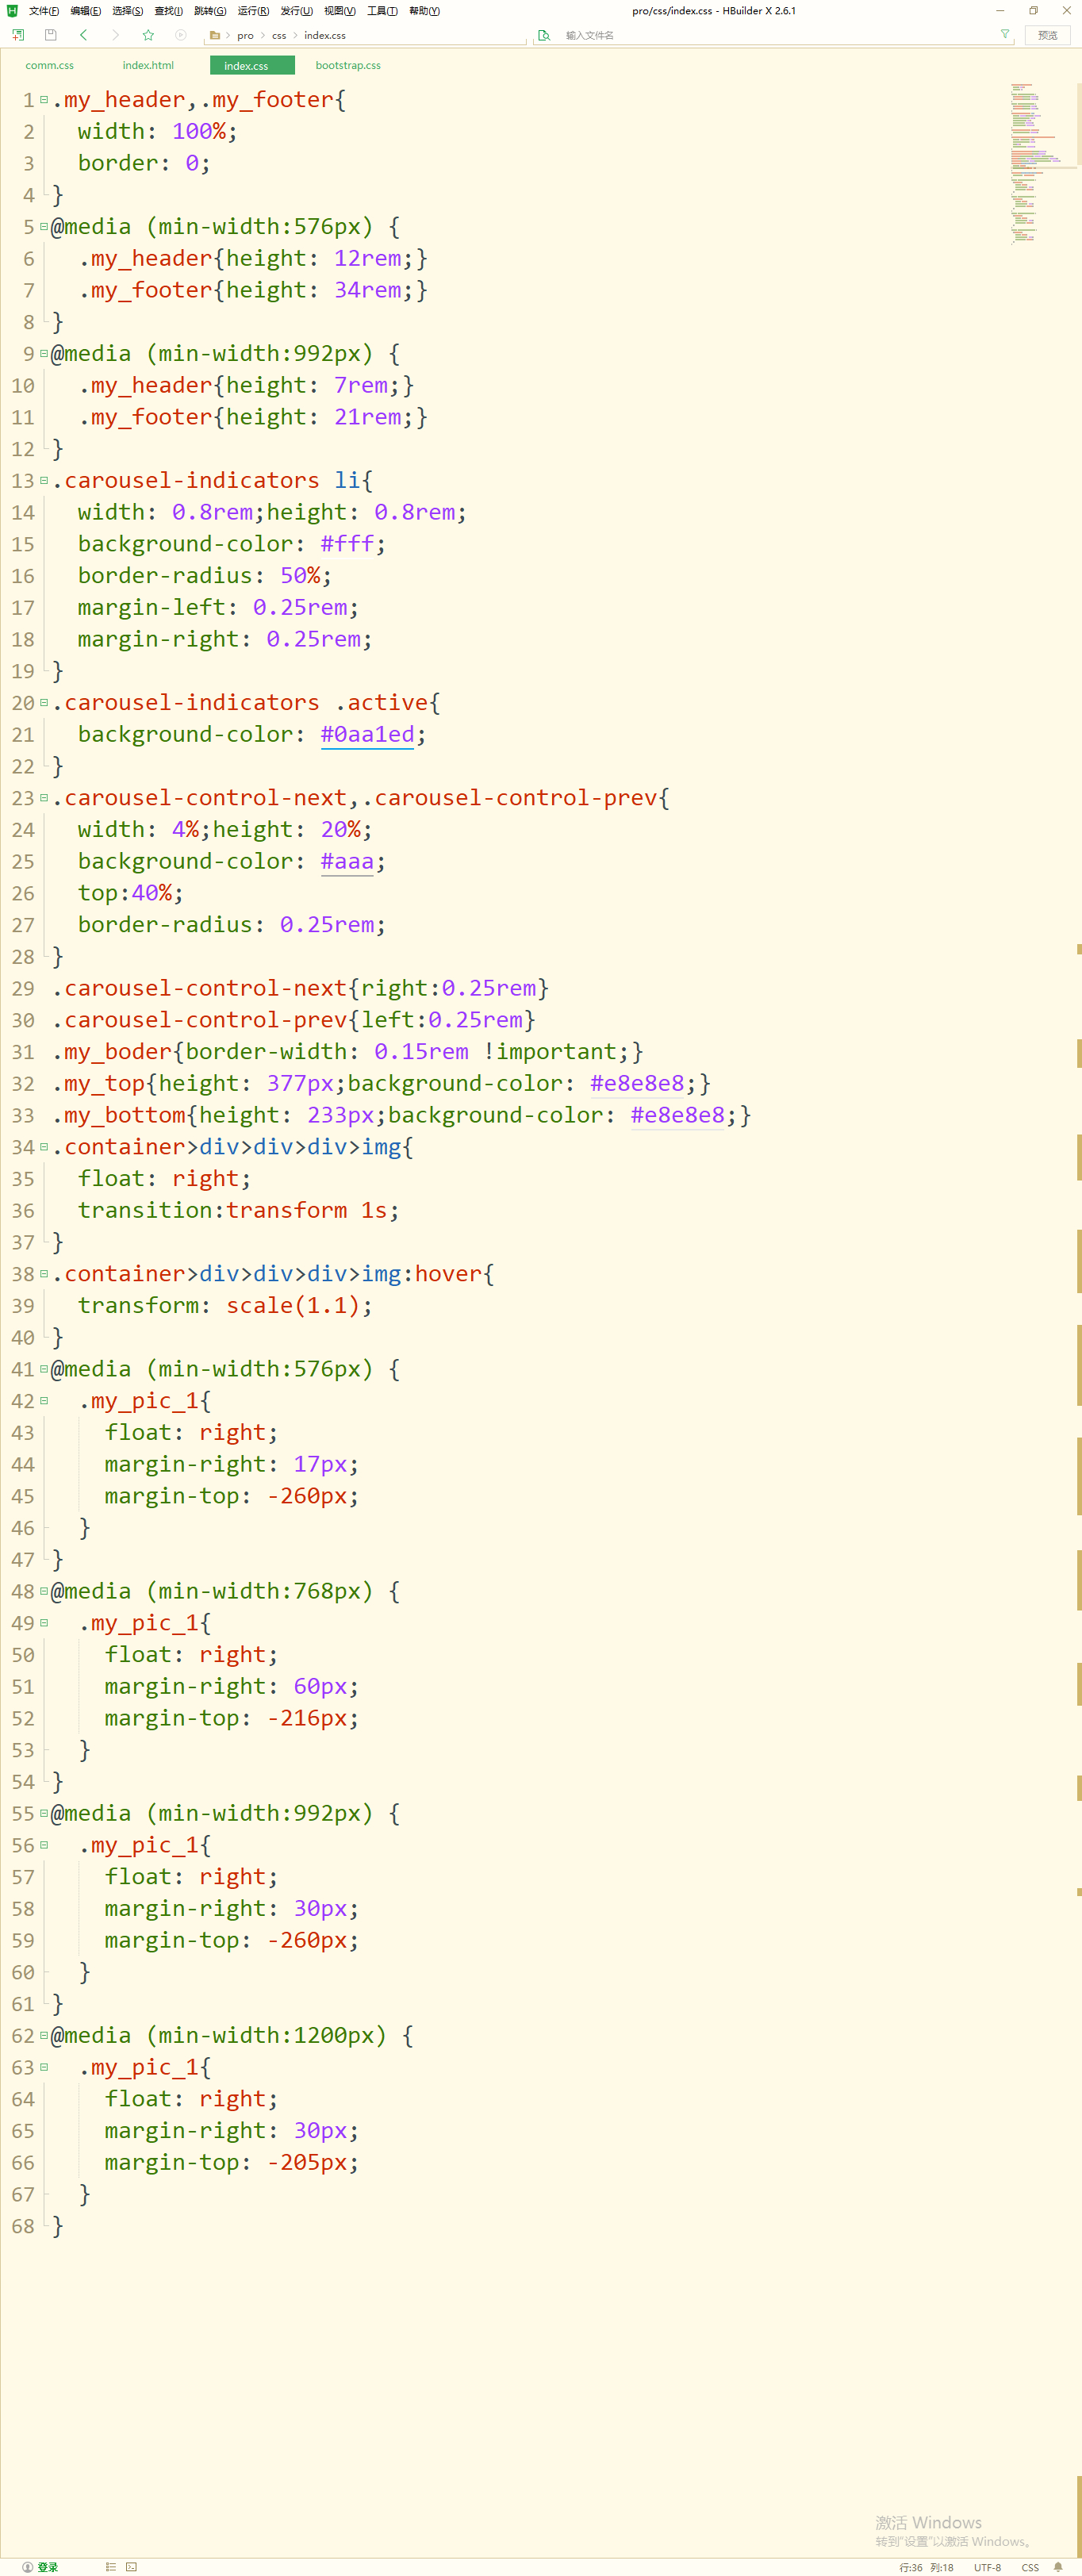 文件(F) 编辑(E) 选择(S) 查找(I) 跳转(G) 运行(R) 发行(U) 视图(V) 工具(T) 帮助(Y) pro/css/index.css - HBuilder X 2.6.1
pro css index.css 输入文件名 预览
comm.css index.html index.css bootstrap.css
1 .my_header,.my_footer{
2 width: 100%;
3 border: 0;
4 }
5 @media (min-width:576px) {
6 .my_header{height: 12rem;}
7 .my_footer{height: 34rem;}
8 }
9 @media (min-width:992px) {
10 .my_header{height: 7rem;}
11 .my_footer{height: 21rem;}
12 }
13 .carousel-indicators li{
14 width: 0.8rem;height: 0.8rem;
15 background-color: #fff;
16 border-radius: 50%;
17 margin-left: 0.25rem;
18 margin-right: 0.25rem;
19 }
20 .carousel-indicators .active{
21 background-color: #0aa1ed;
22 }
23 .carousel-control-next,.carousel-control-prev{
24 width: 4%;height: 20%;
25 background-color: #aaa;
26 top:40%;
27 border-radius: 0.25rem;
28 }
29 .carousel-control-next{right:0.25rem}
30 .carousel-control-prev{left:0.25rem}
31 .my_boder{border-width: 0.15rem !important;}
32 .my_top{height: 377px;background-color: #e8e8e8;}
33 .my_bottom{height: 233px;background-color: #e8e8e8;}
34 .container>div>div>div>img{
35 float: right;
36 transition:transform 1s;
37 }
38 .container>div>div>div>img:hover{
39 transform: scale(1.1);
40 }
41 @media (min-width:576px) {
42 .my_pic_1{
43 float: right;
44 margin-right: 17px;
45 margin-top: -260px;
46 }
47 }
48 @media (min-width:768px) {
49 .my_pic_1{
50 float: right;
51 margin-right: 60px;
52 margin-top: -216px;
53 }
54 }
55 @media (min-width:992px) {
56 .my_pic_1{
57 float: right;
58 margin-right: 30px;
59 margin-top: -260px;
60 }
61 }
62 @media (min-width:1200px) {
63 .my_pic_1{
64 float: right;
65 margin-right: 30px;
66 margin-top: -205px;
67 }
68 }
激活 Windows
转到"设置"以激活 Windows。
登录 行:36 列:18 UTF-8 CSS